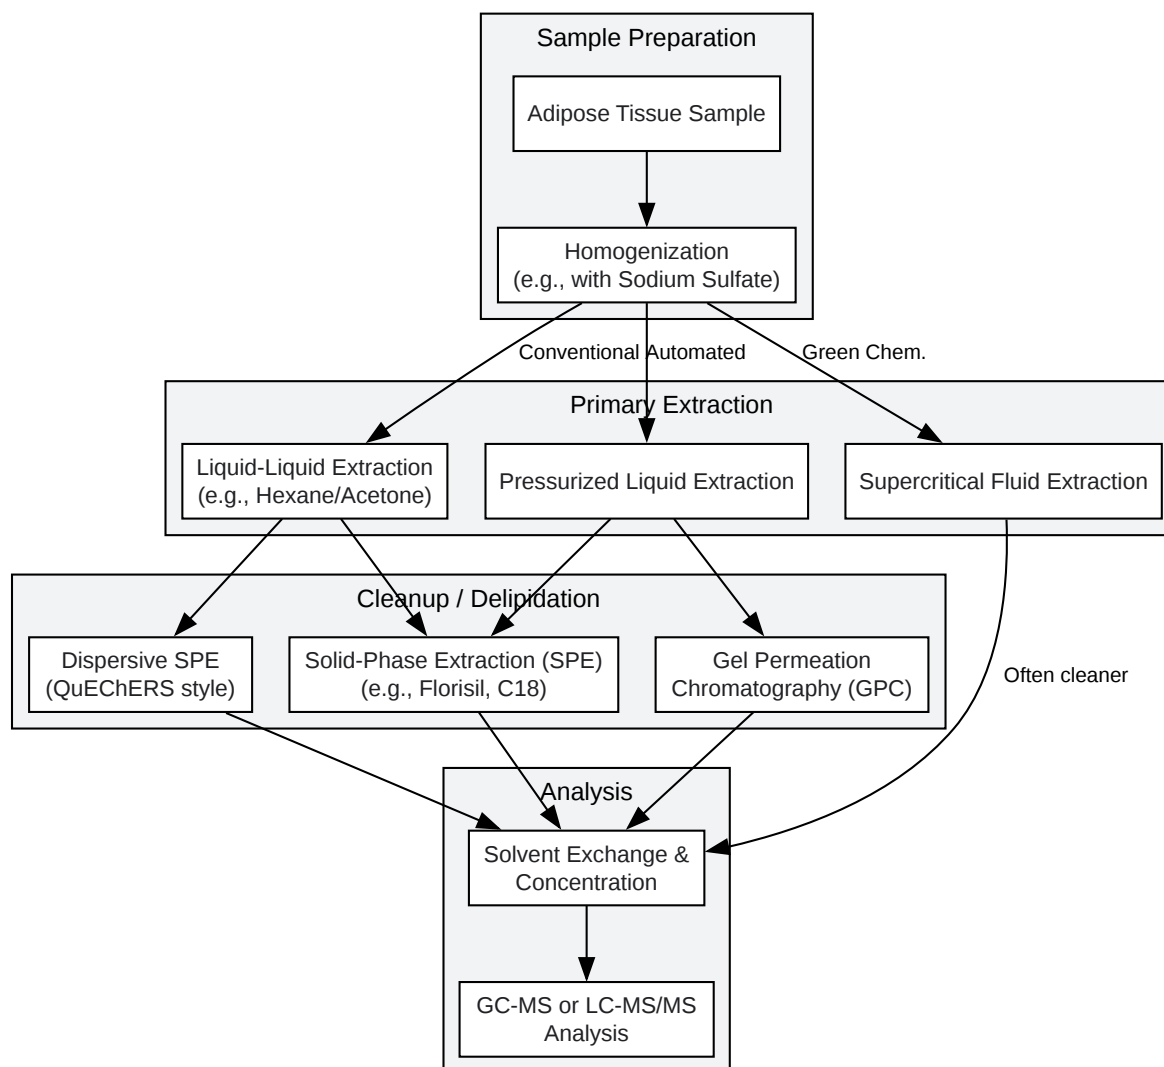 Sample Preparation
Adipose Tissue Sample
Homogenization
(e.g., with Sodium Sulfate)
Conventional
Automated
Green Chem.
Primary Extraction
Liquid-Liquid Extraction
(e.g., Hexane/Acetone)
Pressurized Liquid Extraction
Supercritical Fluid Extraction
Cleanup / Delipidation
Dispersive SPE
(QuEChERS style)
Solid-Phase Extraction (SPE)
(e.g., Florisil, C18)
Gel Permeation
Chromatography (GPC)
Often cleaner
Analysis
Solvent Exchange &
Concentration
GC-MS or LC-MS/MS
Analysis